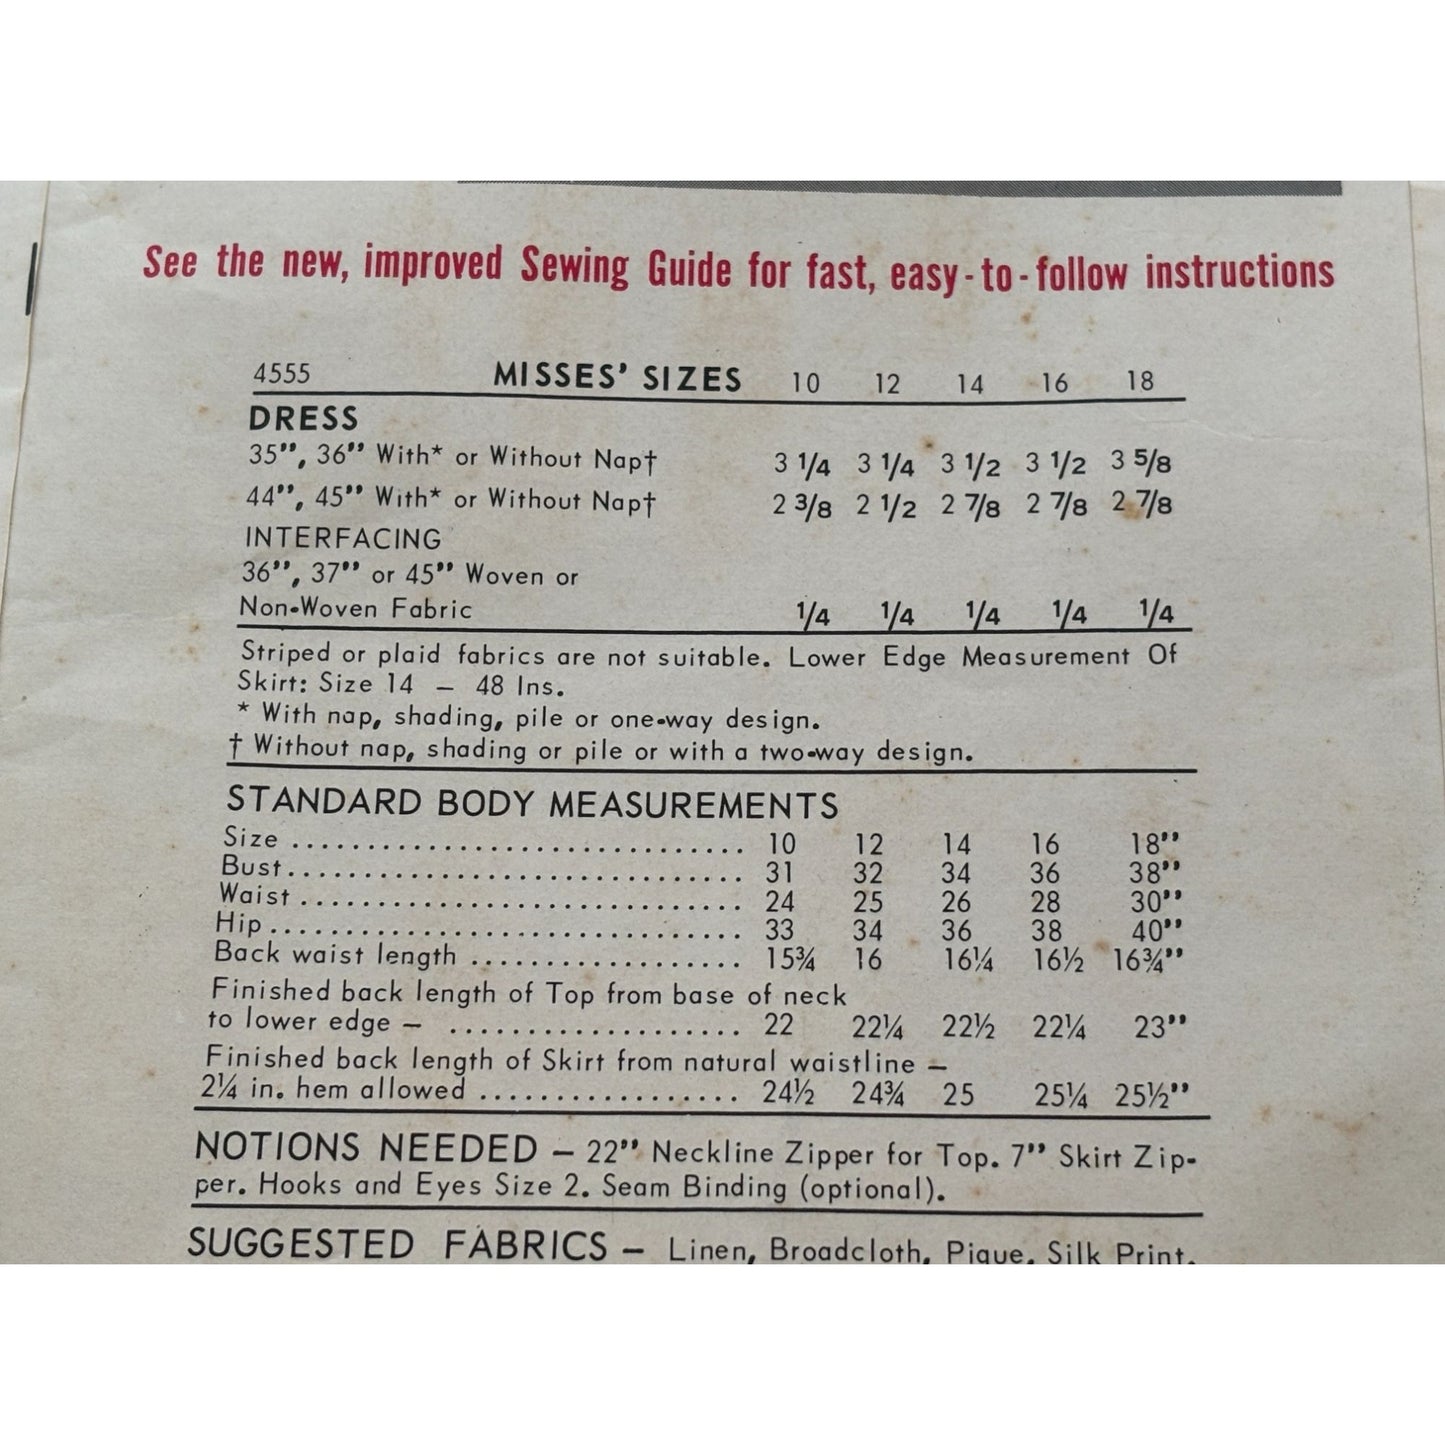 See the new, improved Sewing Guide for fast, easy-to-follow instructions
4555 MISSES' SIZES 10 12 14 16 18
DRESS
35", 36" With* or Without Nap† 3 1/4 3 1/4 3 1/2 3 1/2 3 5/8
44", 45" With* or Without Nap† 2 3/8 2 1/2 2 7/8 2 7/8 2 7/8
INTERFACING
36", 37" or 45" Woven or
Non-Woven Fabric 1/4 1/4 1/4 1/4 1/4
Striped or plaid fabrics are not suitable. Lower Edge Measurement Of
Skirt: Size 14 — 48 Ins.
* With nap, shading, pile or one-way design.
† Without nap, shading or pile or with a two-way design.
STANDARD BODY MEASUREMENTS
Size ............................... 10 12 14 16 18"
Bust............................... 31 32 34 36 38"
Waist .............................. 24 25 26 28 30"
Hip................................ 33 34 36 38 40"
Back waist length .................. 15¾ 16 16¼ 16½ 16¾"
Finished back length of Top from base of neck
to lower edge — .................... 22 22¼ 22½ 22¼ 23"
Finished back length of Skirt from natural waistline —
2¼ in. hem allowed ................. 24½ 24¾ 25 25¼ 25½"
NOTIONS NEEDED — 22" Neckline Zipper for Top. 7" Skirt Zip-
per. Hooks and Eyes Size 2. Seam Binding (optional).
SUGGESTED FABRICS — Linen, Broadcloth, Pique, Silk Print,